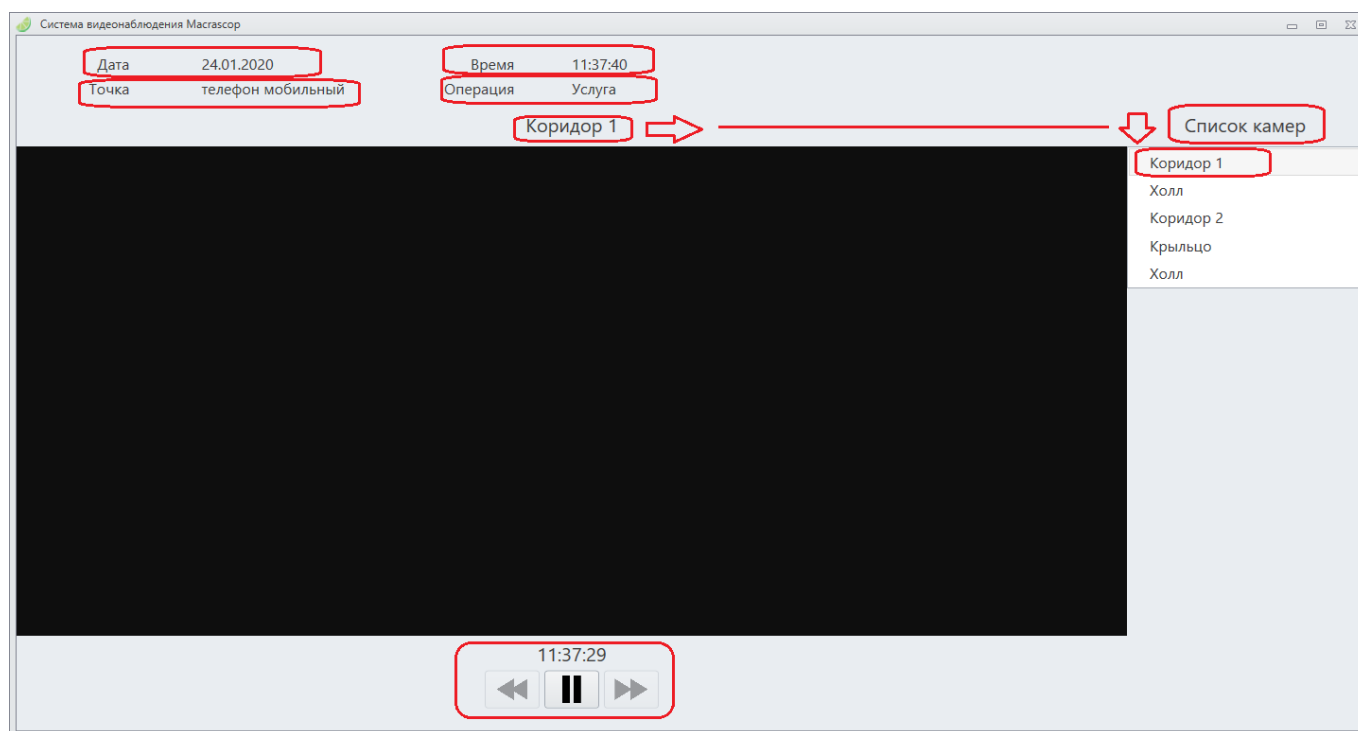 Система видеонаблюдения Macrascop
Дата 24.01.2020 Время 11:37:40
Точка телефон мобильный Операция Услуга
Коридор 1 Список камер
Коридор 1
Холл
Коридор 2
Крыльцо
Холл
11:37:29